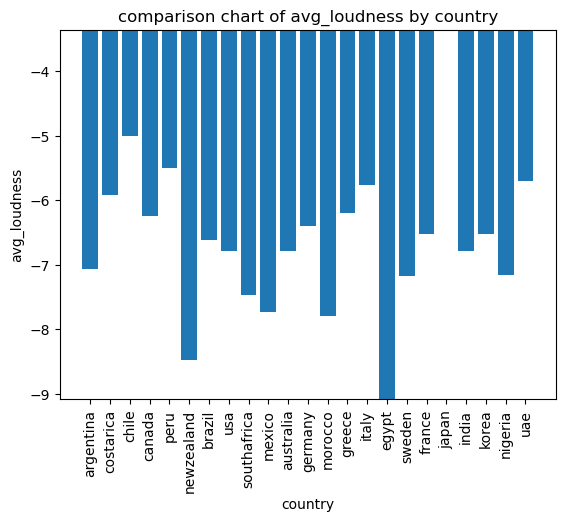 comparison chart of avg_loudness by country
avg_loudness
−4
−5
−6
−7
−8
−9
argentina
costarica
chile
canada
peru
newzealand
brazil
usa
southafrica
mexico
australia
germany
morocco
greece
italy
egypt
sweden
france
japan
india
korea
nigeria
uae
country